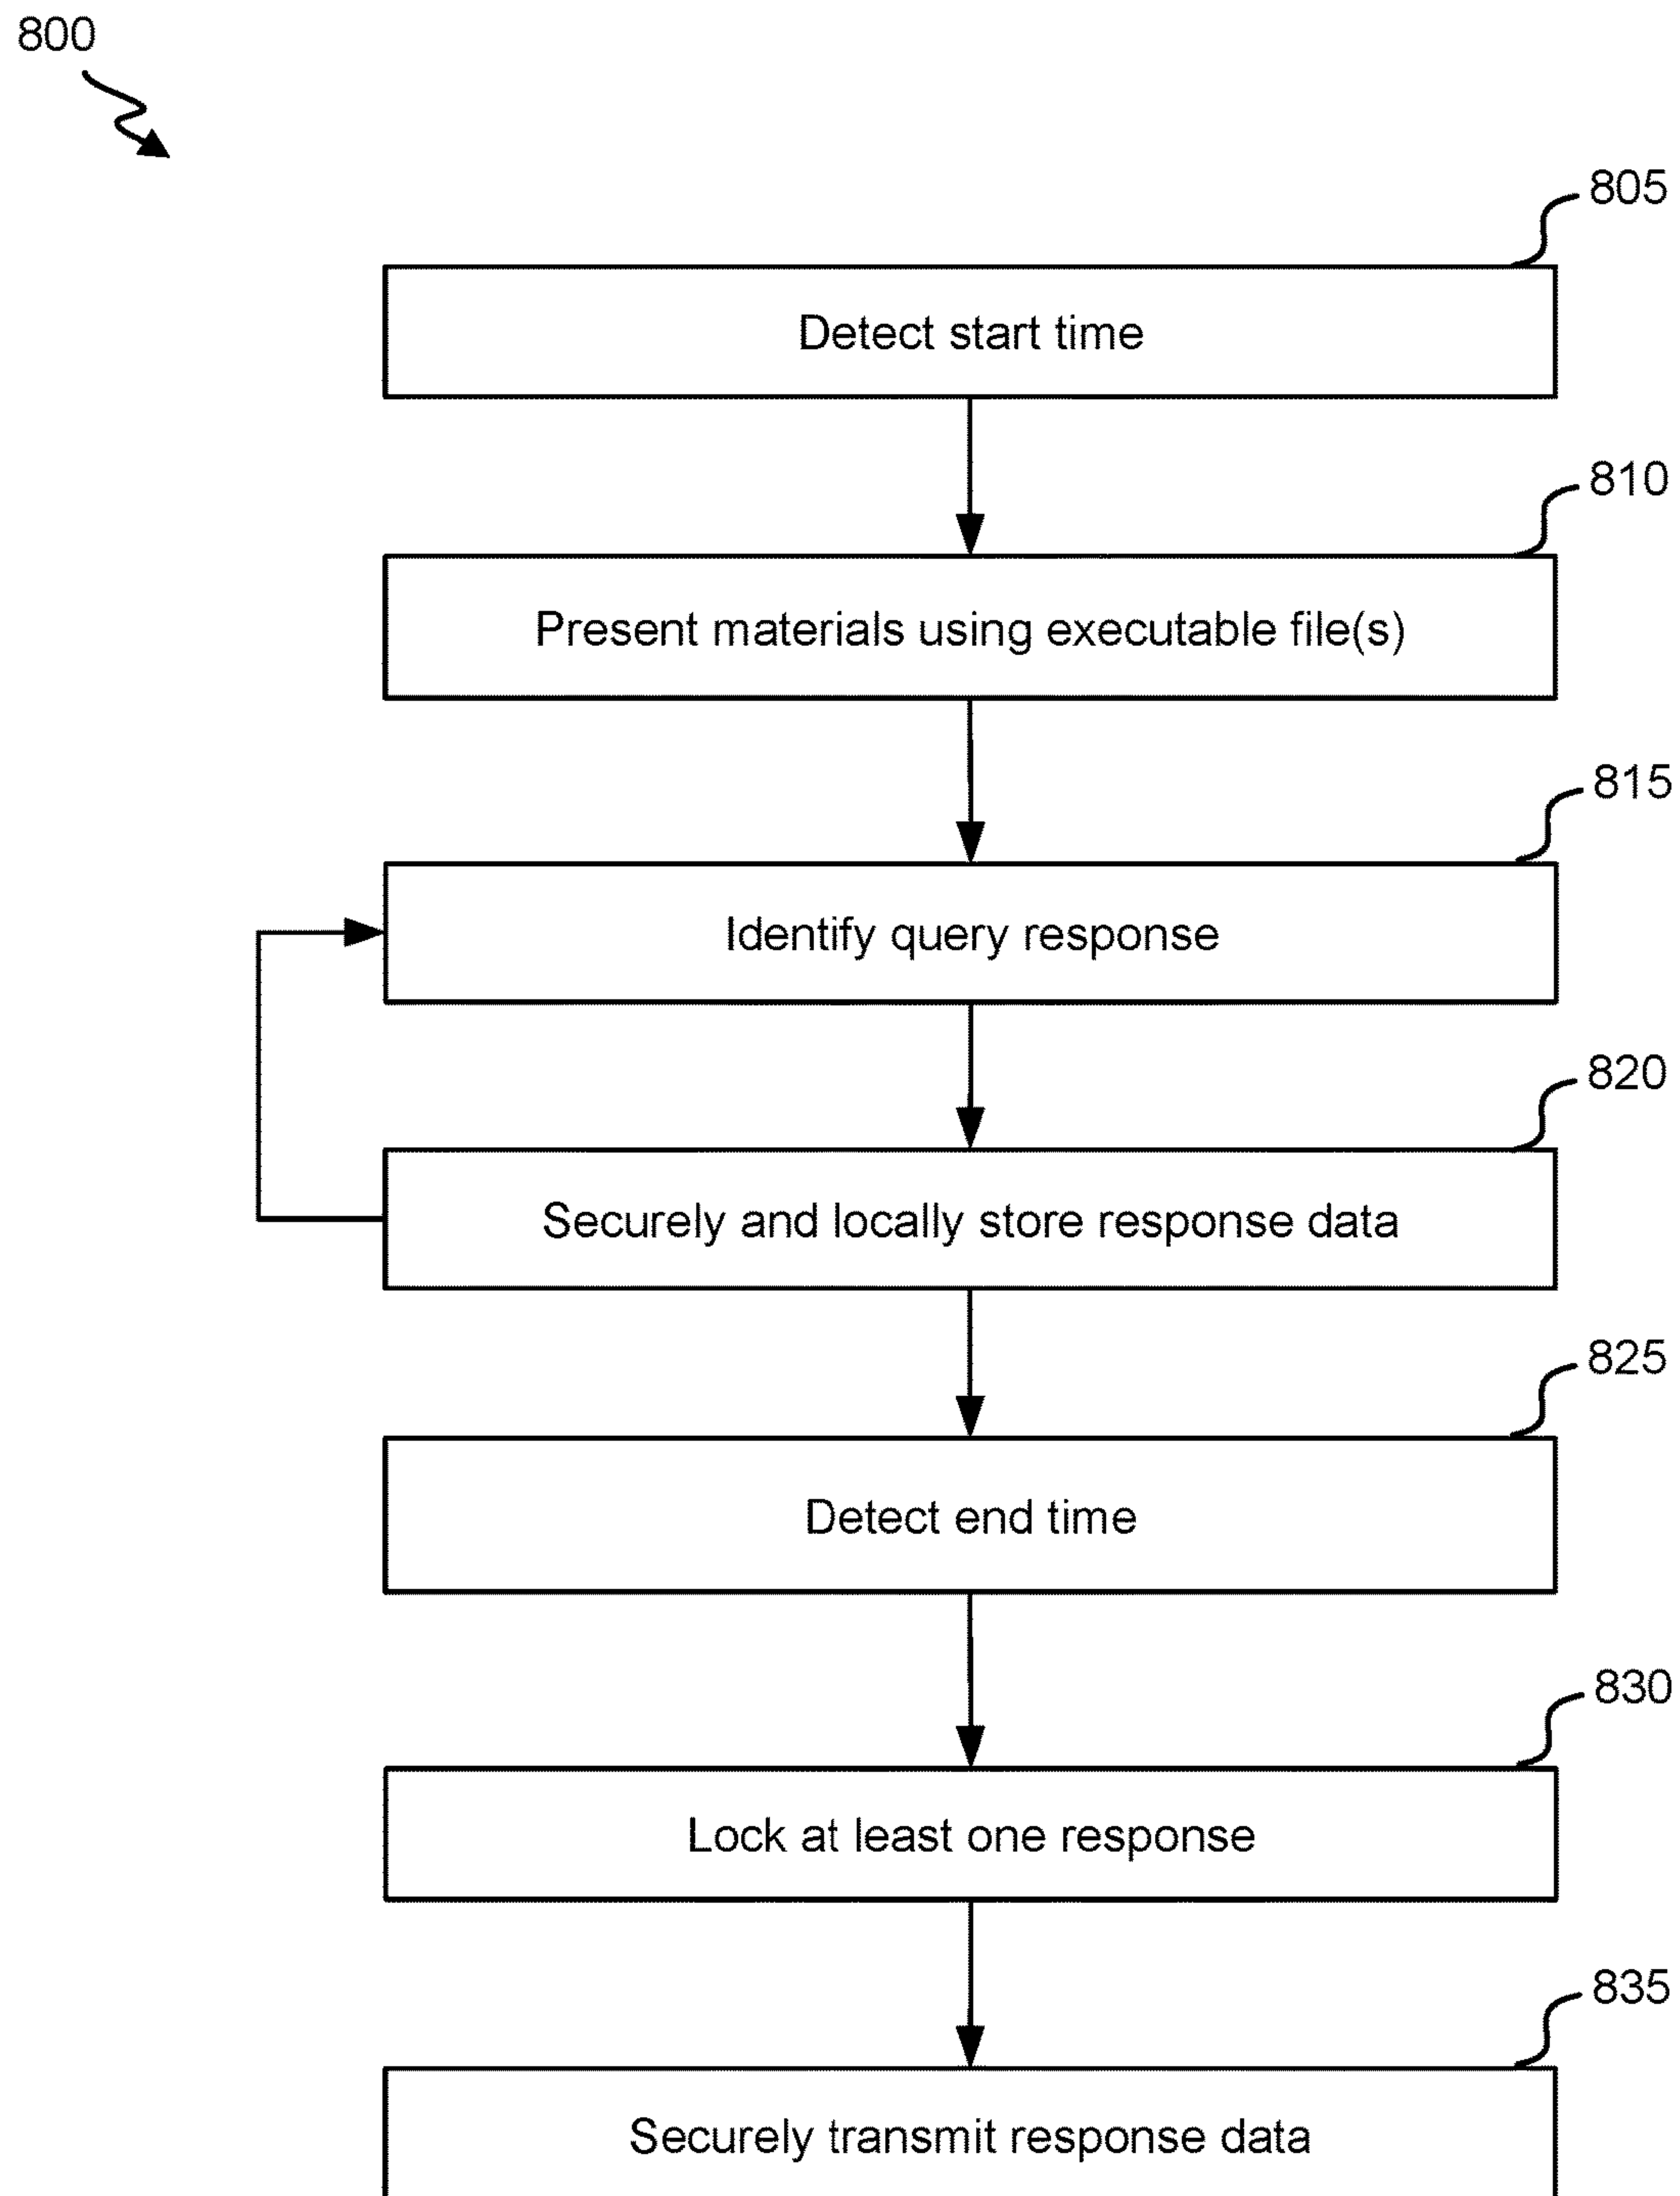 800
805
Detect start time
810
Present materials using executable file(s)
815
Identify query response
820
Securely and locally store response data
825
Detect end time
830
Lock at least one response
835
Securely transmit response data